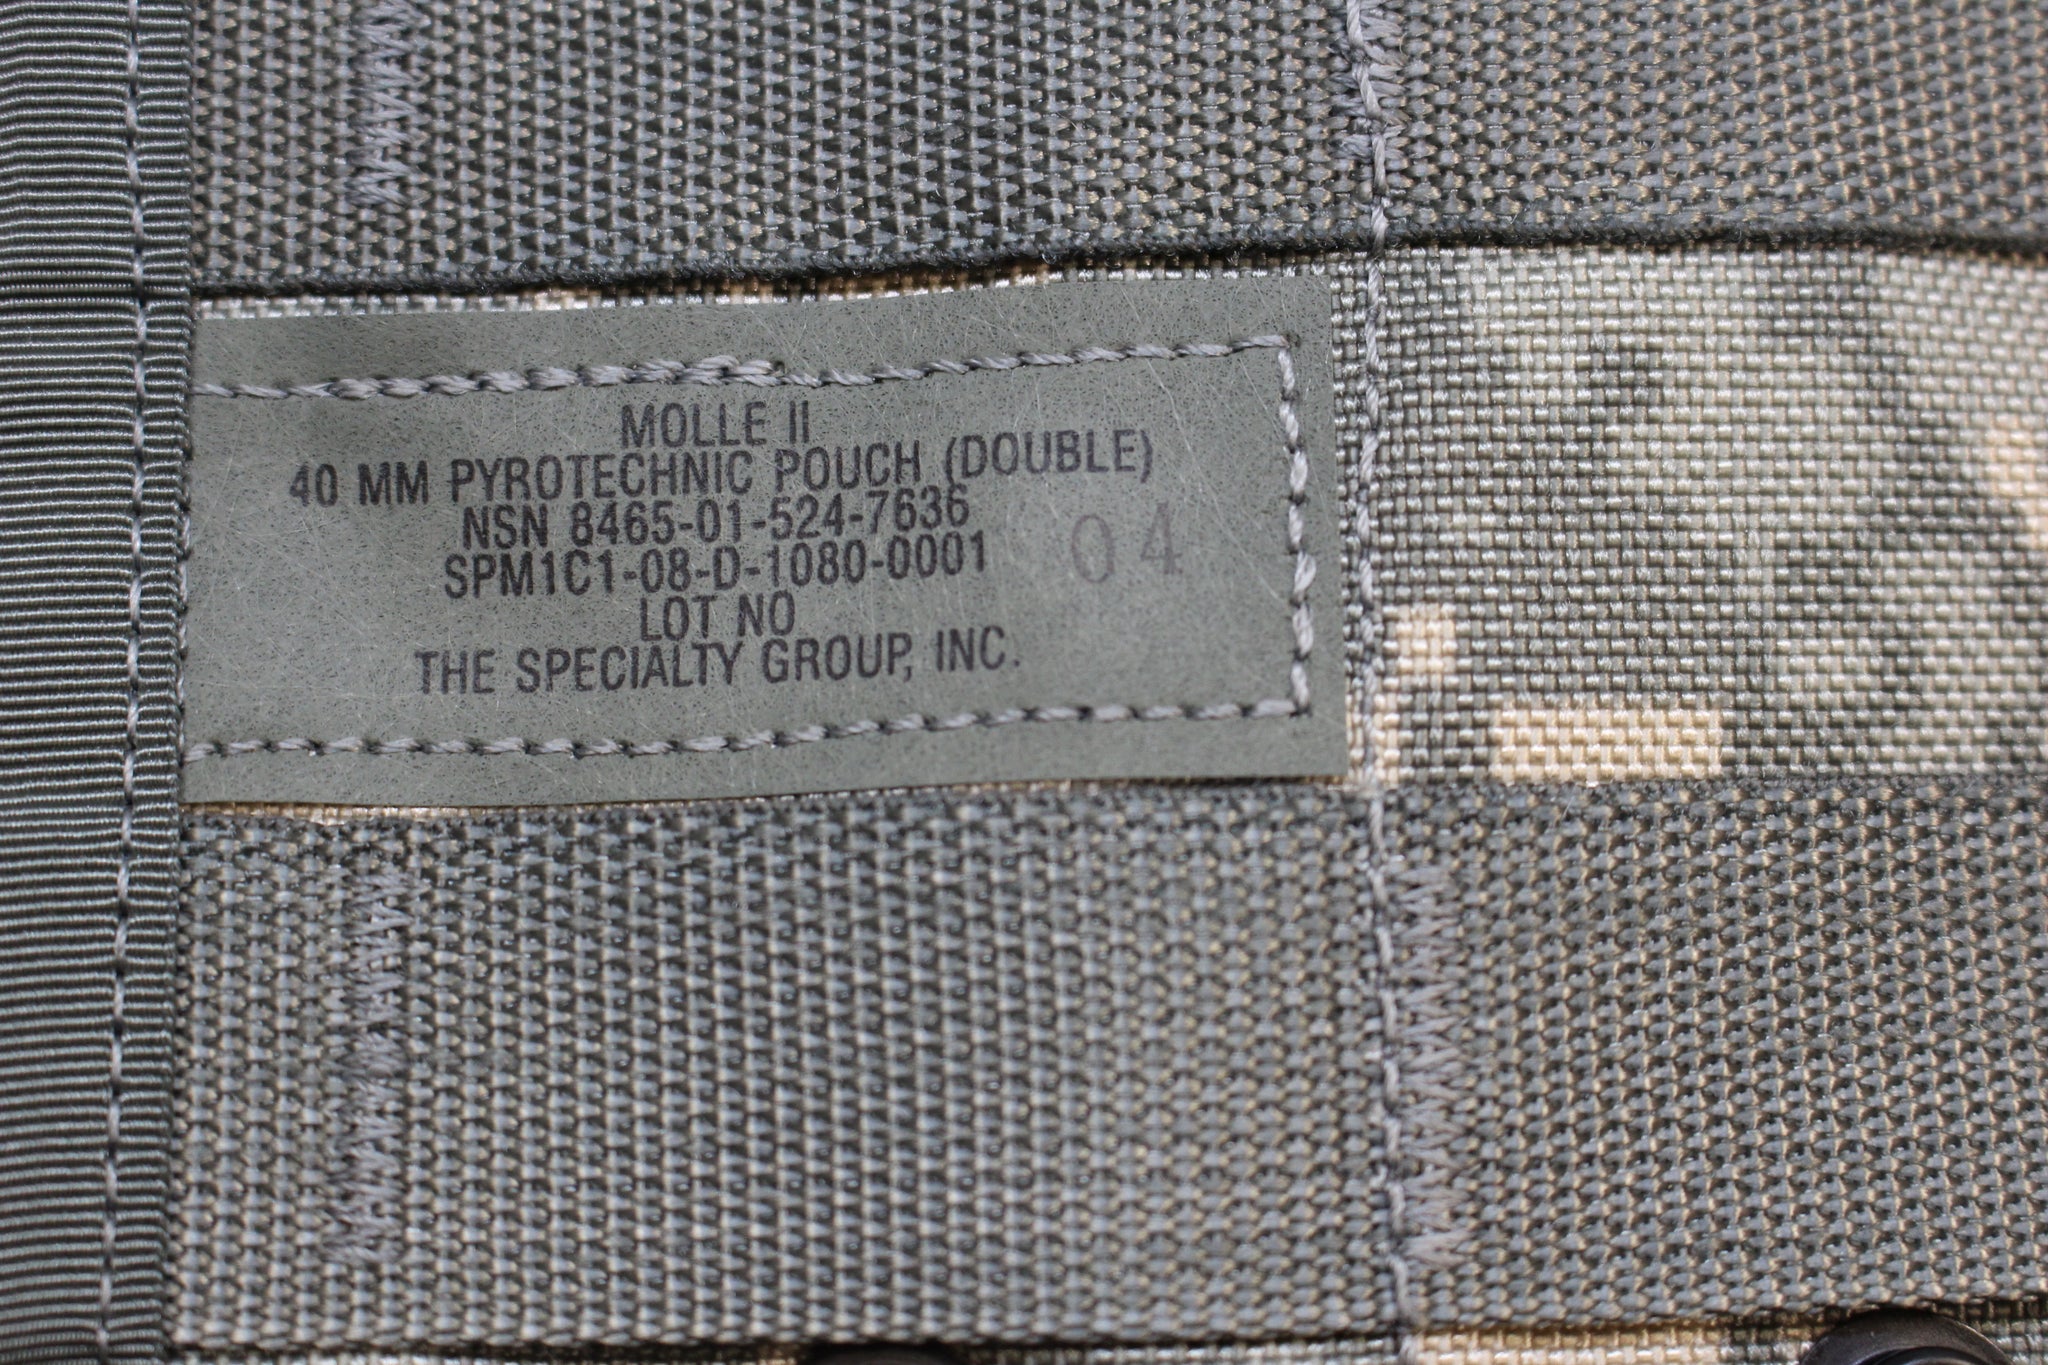 MOLLE II
40 MM PYROTECHNIC POUCH (DOUBLE)
NSN 8465-01-524-7636
SPM1C1-08-D-1080-0001
LOT NO 04
THE SPECIALTY GROUP, INC.